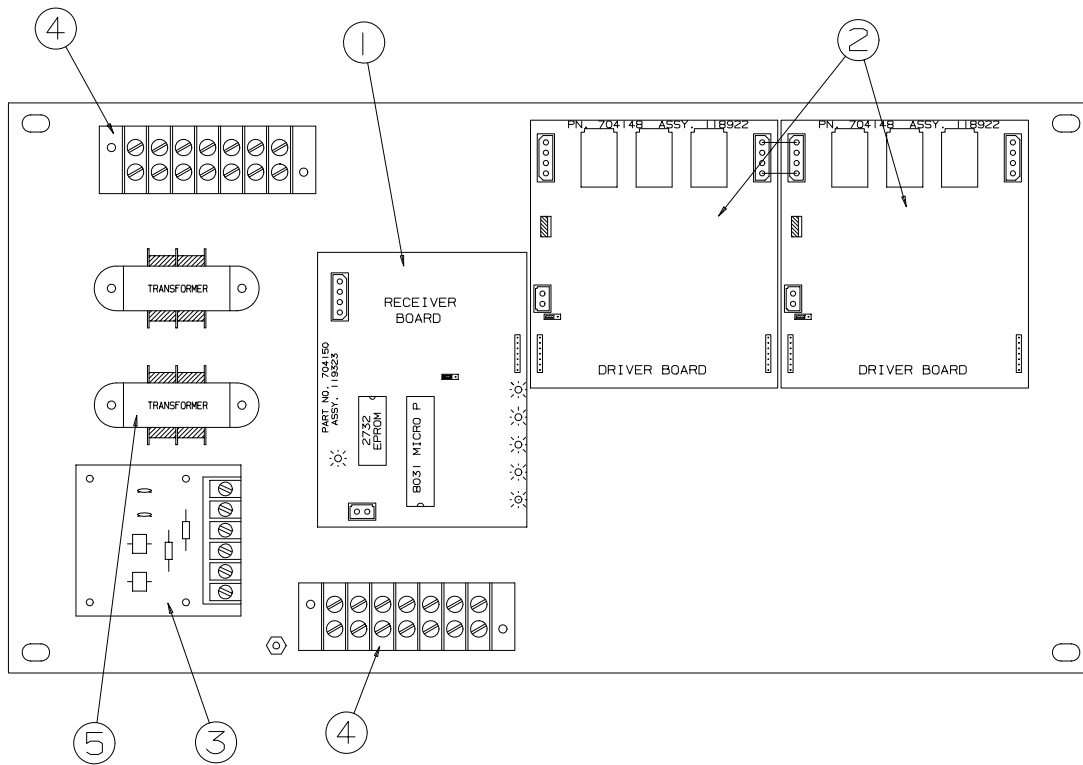 4
1
2
PN. 704148 ASSY. 118922
PN. 704148 ASSY. 118922
TRANSFORMER
RECEIVER
BOARD
PART NO. 704150
ASSY. 119323
DRIVER BOARD
DRIVER BOARD
TRANSFORMER
2732
EPROM
8031 MICRO P
5
3
4